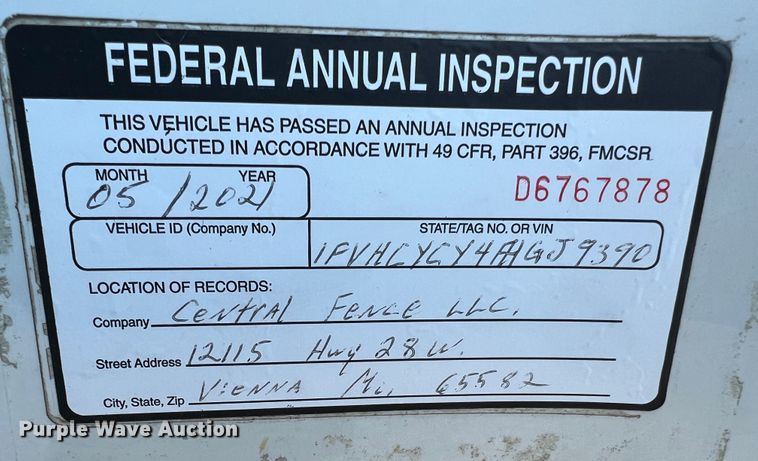 FEDERAL ANNUAL INSPECTION
THIS VEHICLE HAS PASSED AN ANNUAL INSPECTION
CONDUCTED IN ACCORDANCE WITH 49 CFR, PART 396, FMCSR
MONTH YEAR
05/2021 D6767878
VEHICLE ID (Company No.) STATE/TAG NO. OR VIN
1FVHCYCY4AHGJ9390
LOCATION OF RECORDS:
Company Central Fence LLC.
Street Address 12115 Hwy 28 W.
City, State, Zip Vienna Mo, 65582
Purple Wave Auction